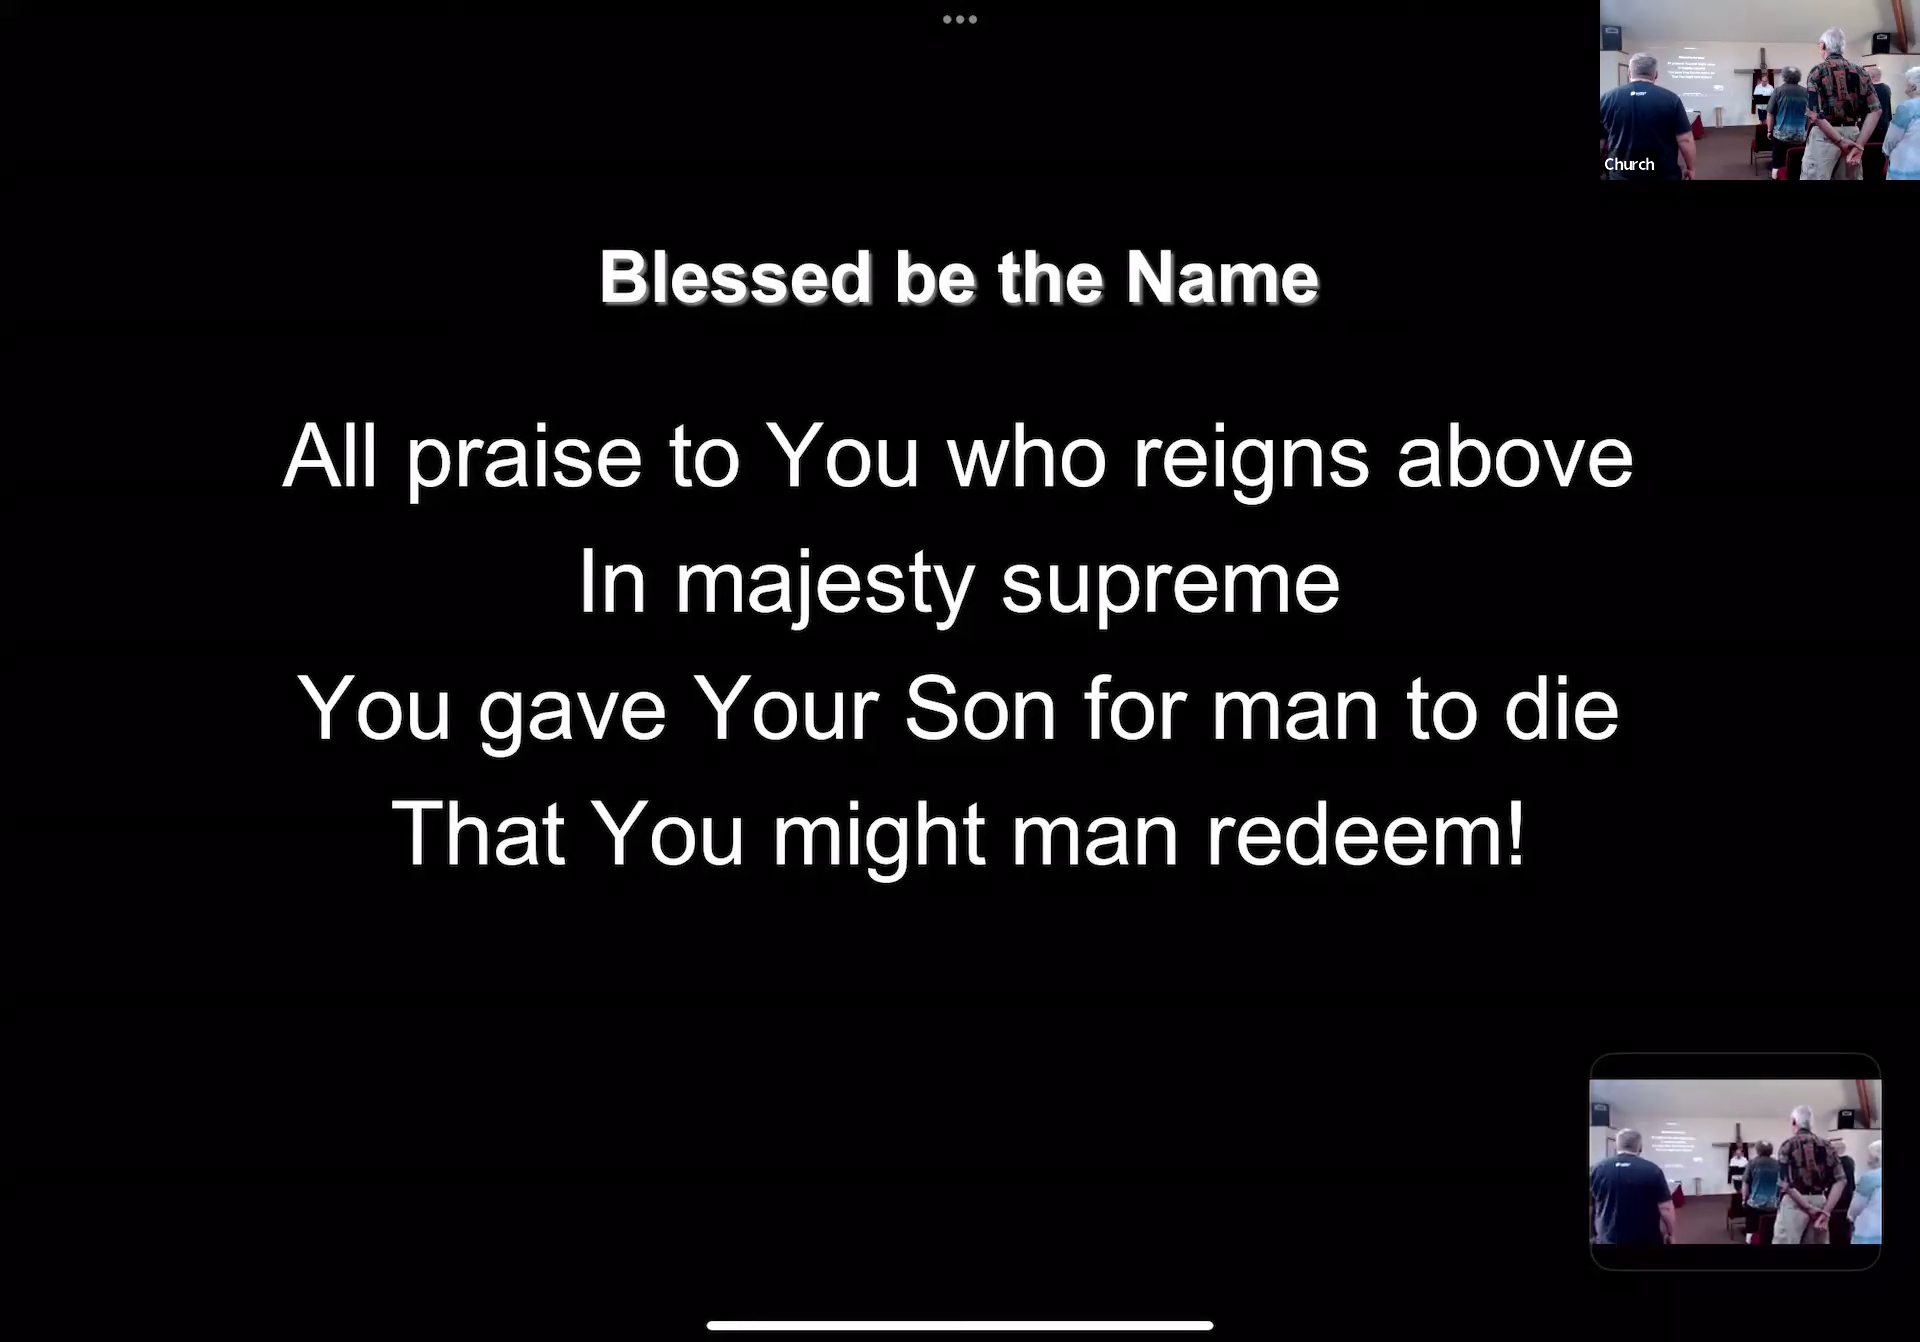 Church
Blessed be the Name
All praise to You who reigns above
In majesty supreme
You gave Your Son for man to die
That You might man redeem!